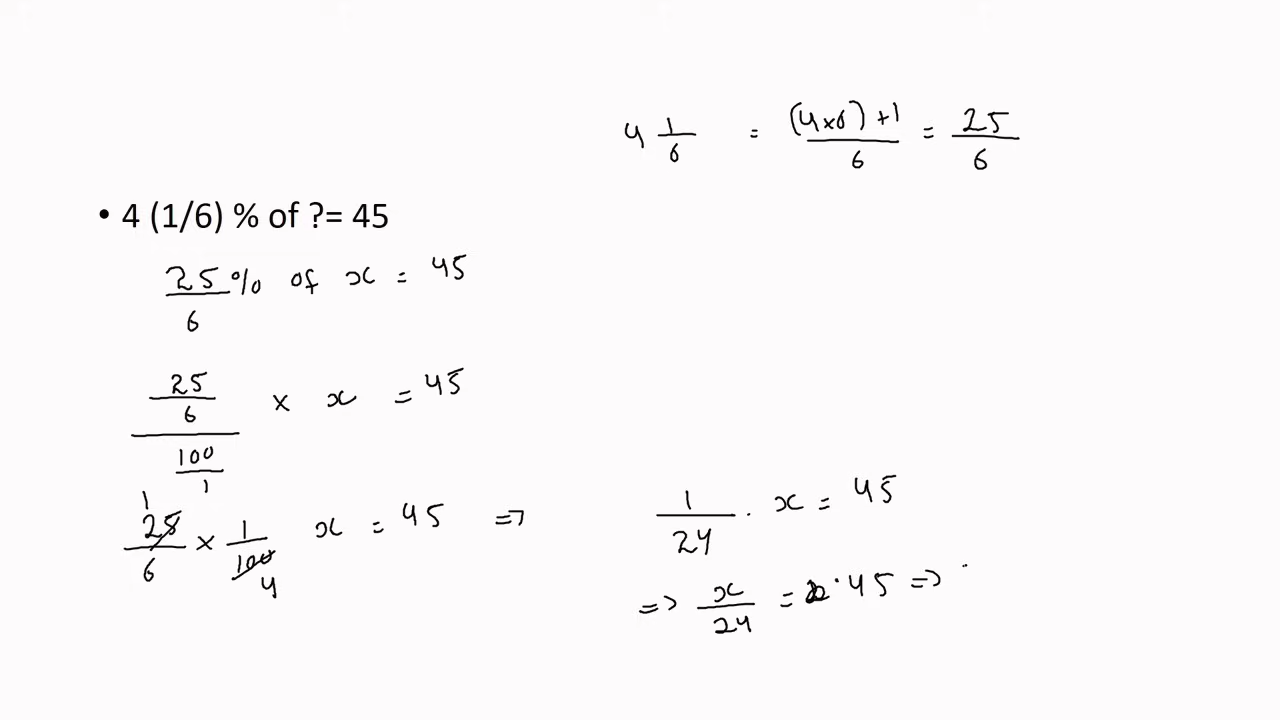 4 1/6 = ((4×6)+1)/6 = 25/6
• 4 (1/6) % of ?= 45
25/6 % of x = 45
(25/6)/(100/1) × x = 45
1
25/6 × 1/100 x = 45 =>
4
1/24 · x = 45
=> x/24 = · 45 =>